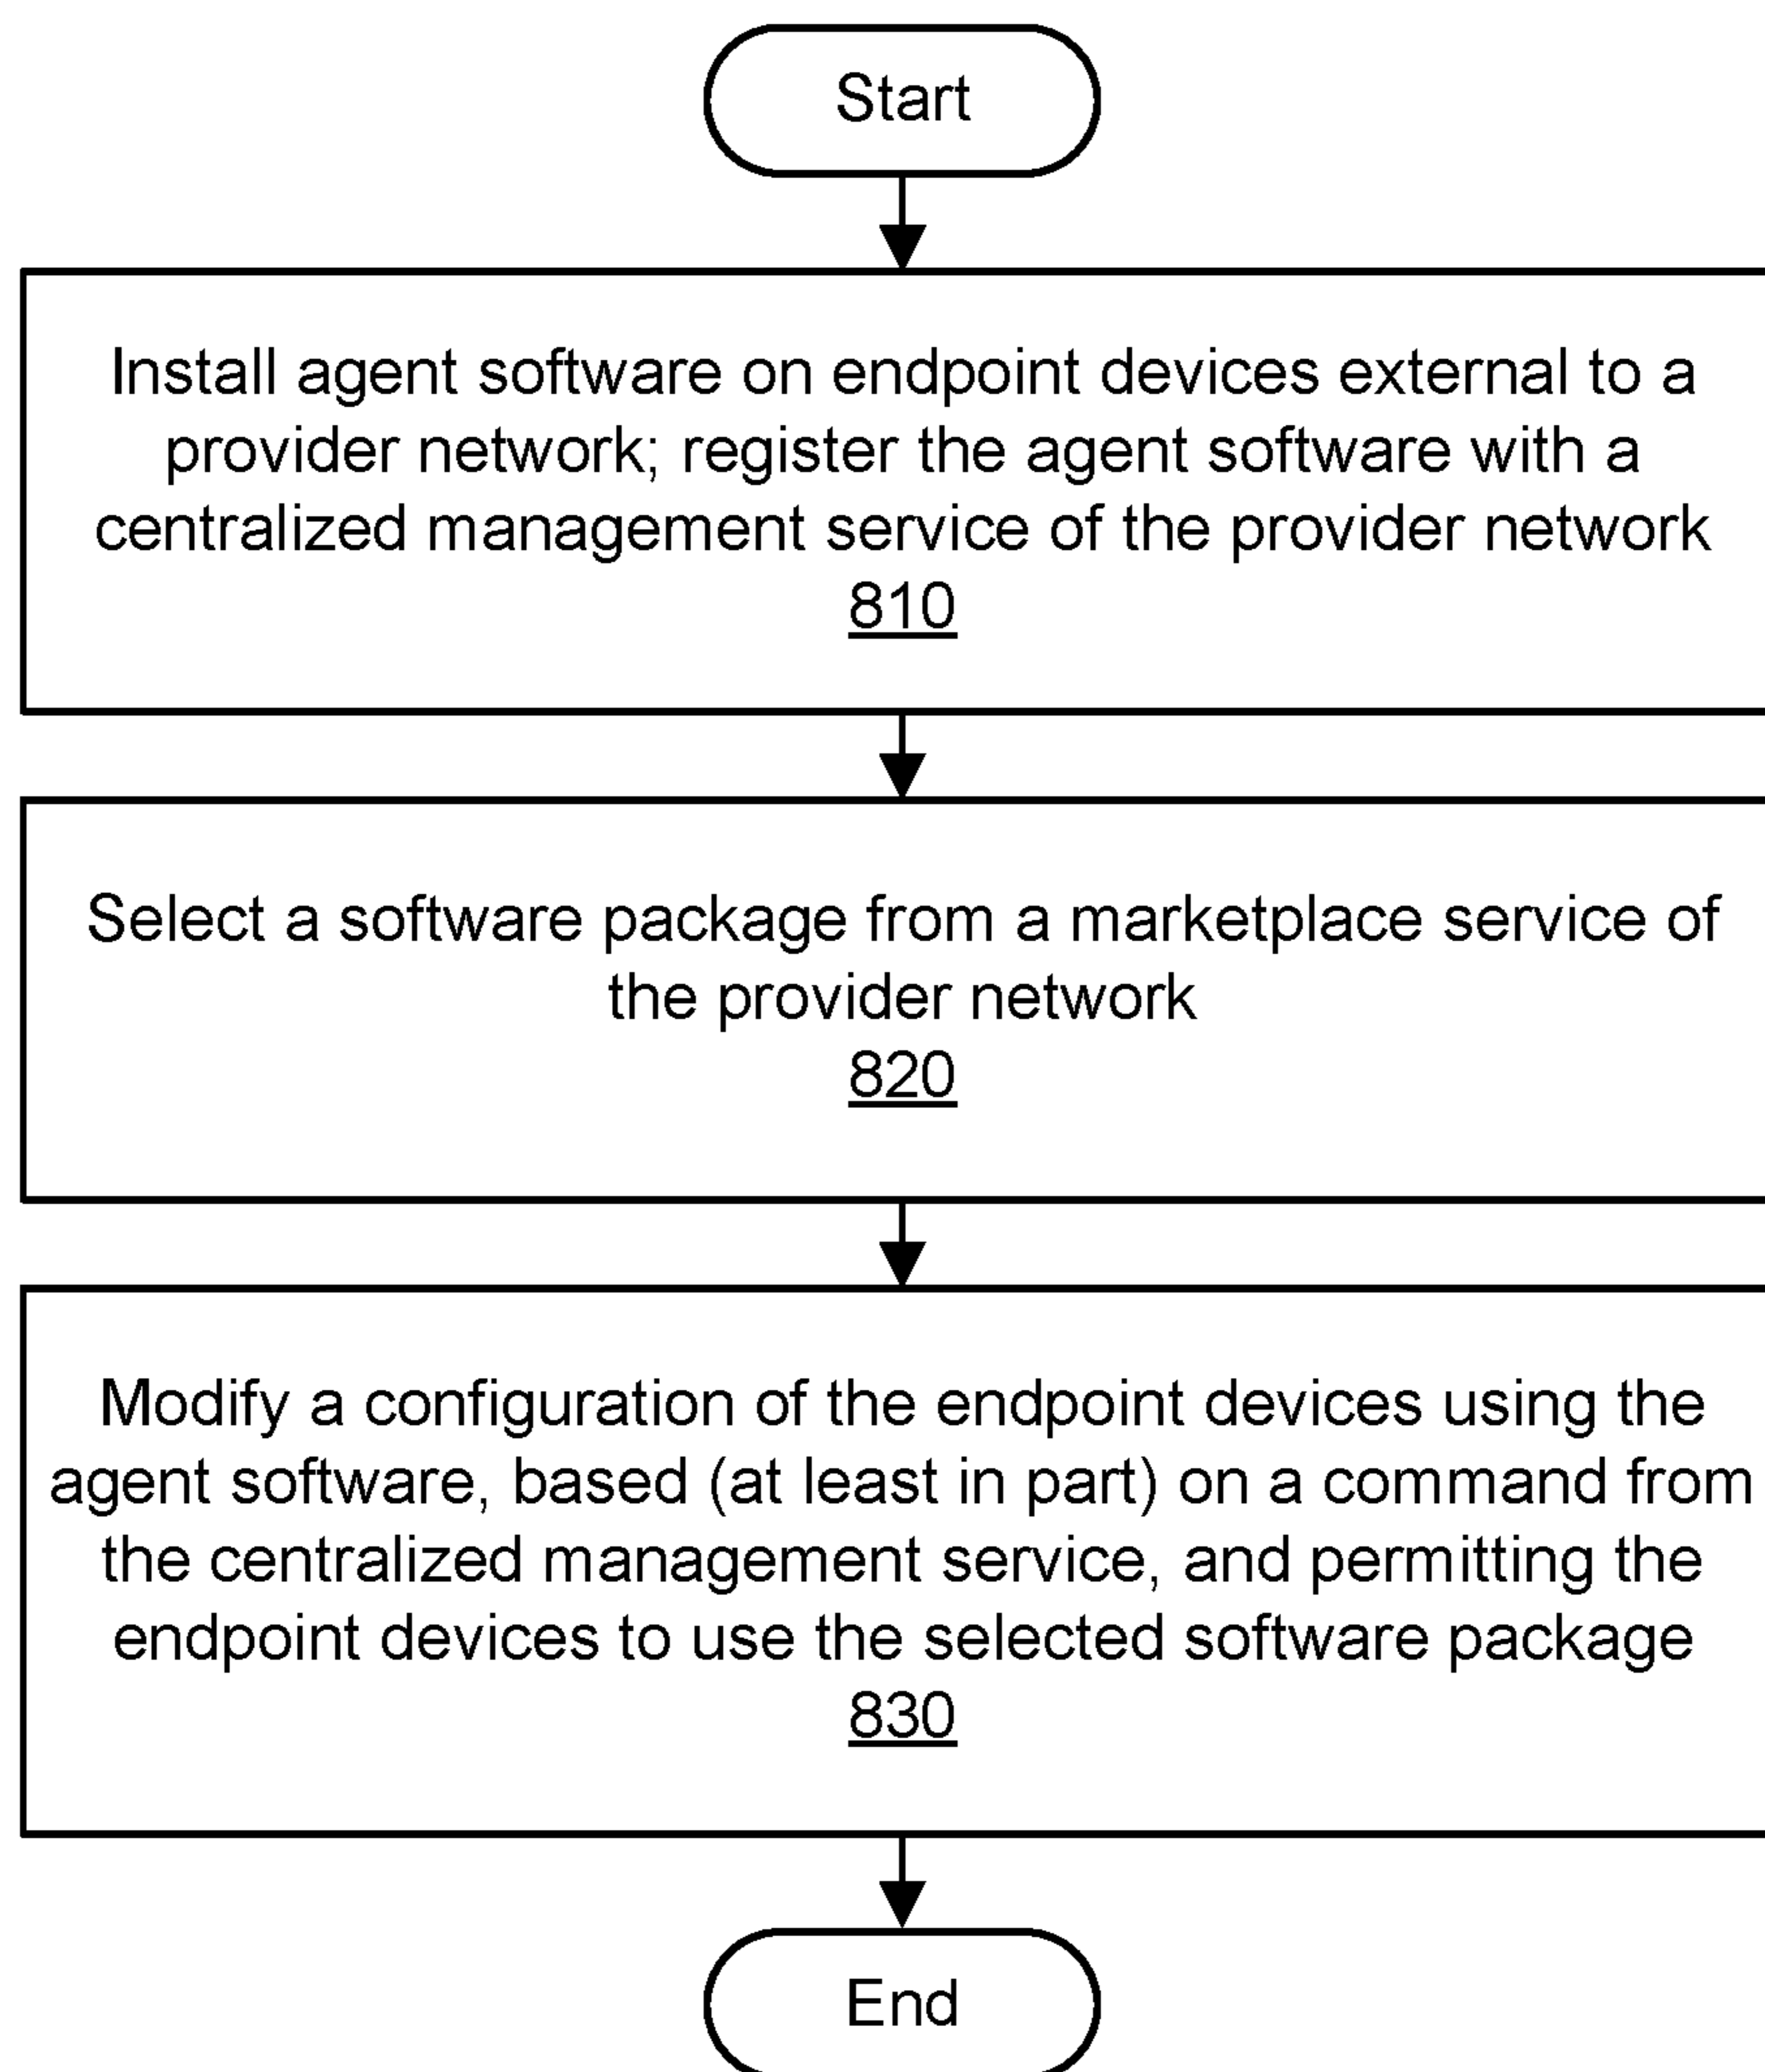 Start
Install agent software on endpoint devices external to a
provider network; register the agent software with a
centralized management service of the provider network
810
Select a software package from a marketplace service of
the provider network
820
Modify a configuration of the endpoint devices using the
agent software, based (at least in part) on a command from
the centralized management service, and permitting the
endpoint devices to use the selected software package
830
End